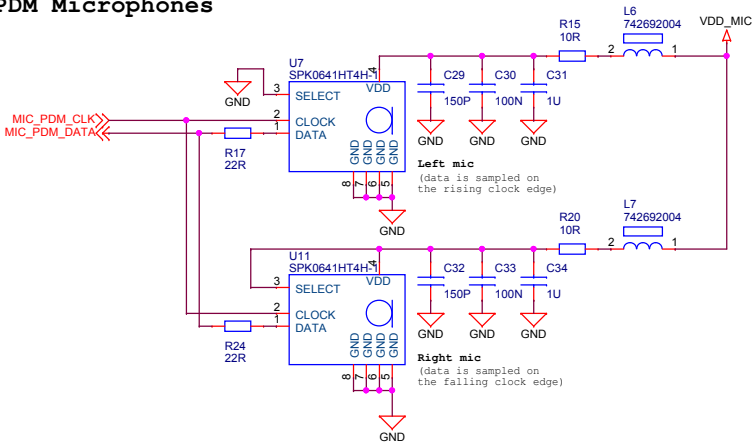 PDM Microphones
L6
742692004
VDD_MIC
R15
10R
2
1
U7
SPK0641HT4H-1
4
VDD
C29
C30
C31
150P
100N
1U
GND
GND
GND
GND
3
SELECT
MIC_PDM_CLK
2
CLOCK
MIC_PDM_DATA
1
DATA
R17
22R
GND
GND
GND
GND
8
7
6
5
GND
Left mic
(data is sampled on
the rising clock edge)
L7
742692004
R20
10R
2
1
U11
SPK0641HT4H-1
4
VDD
C32
C33
C34
150P
100N
1U
GND
GND
GND
3
SELECT
2
CLOCK
1
DATA
R24
22R
GND
GND
GND
GND
8
7
6
5
GND
Right mic
(data is sampled on
the falling clock edge)